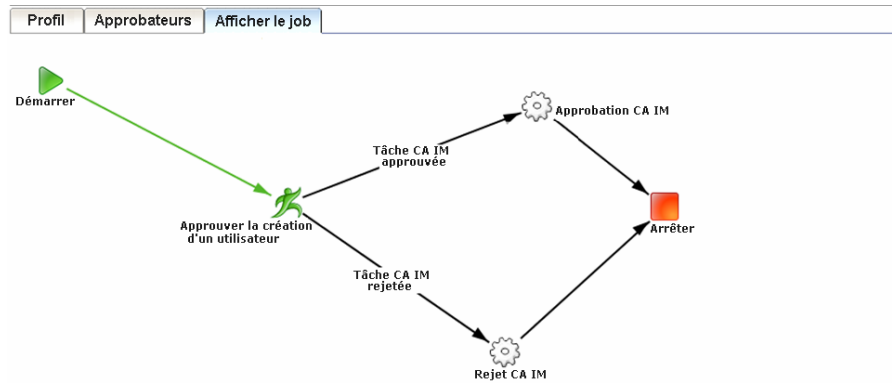 Profil
Approbateurs
Afficher le job
Démarrer
Approbation CA IM
Tâche CA IM
approuvée
Approuver la création
d'un utilisateur
Arrêter
Tâche CA IM
rejetée
Rejet CA IM